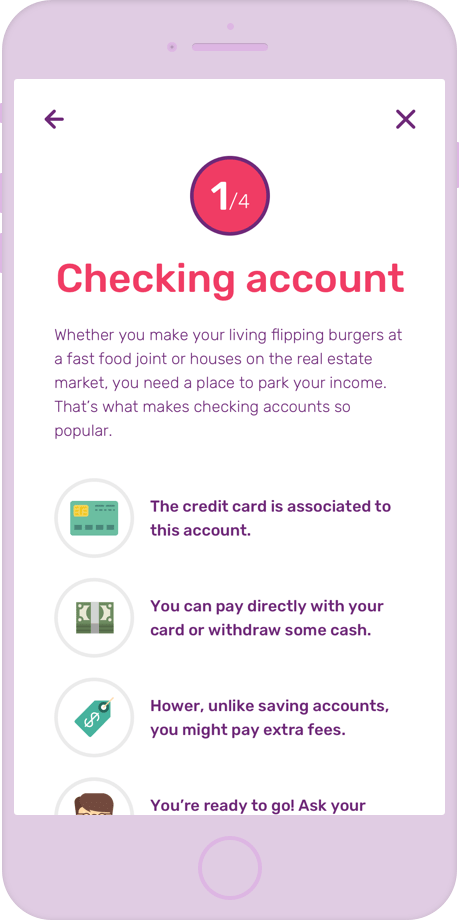 1/4
Checking account
Whether you make your living flipping burgers at
a fast food joint or houses on the real estate
market, you need a place to park your income.
That's what makes checking accounts so
popular.
The credit card is associated to
this account.
You can pay directly with your
card or withdraw some cash.
Hower, unlike saving accounts,
you might pay extra fees.
You're ready to go! Ask your